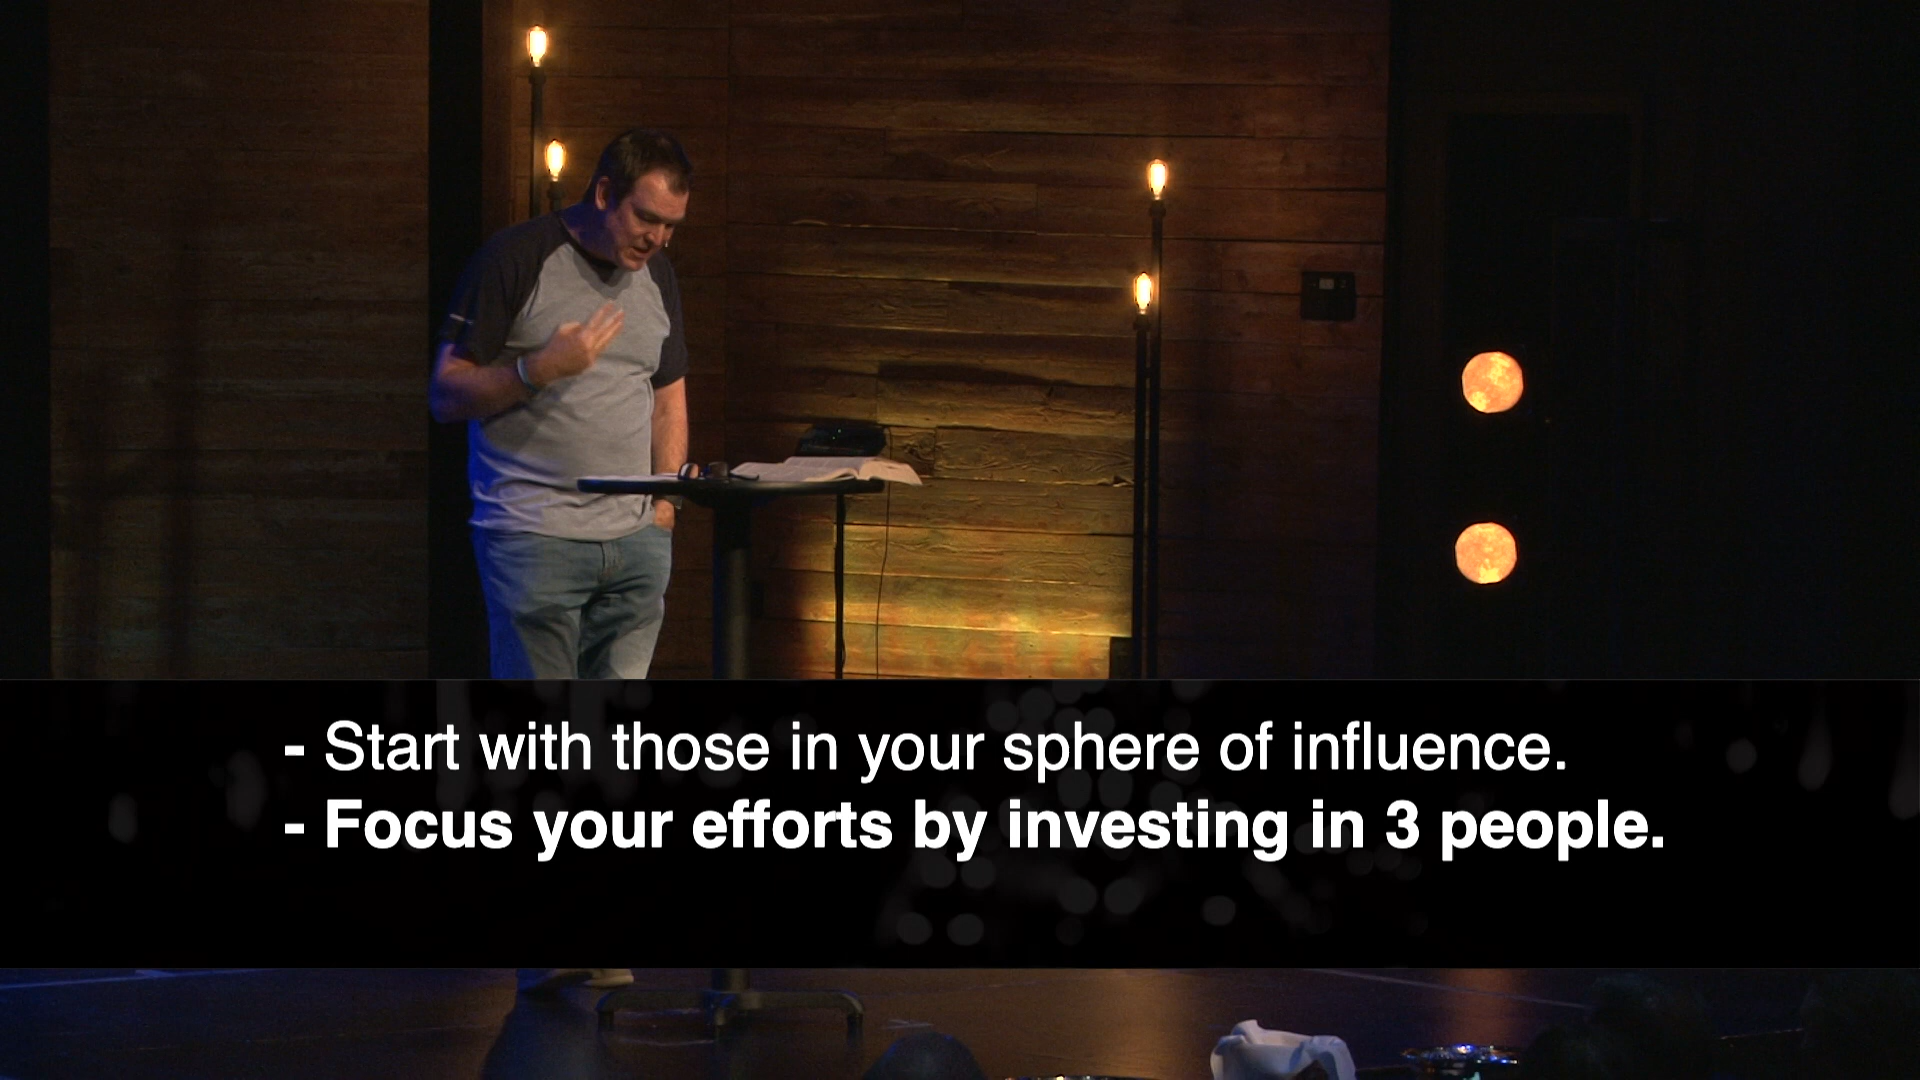 - Start with those in your sphere of influence.
- Focus your efforts by investing in 3 people.